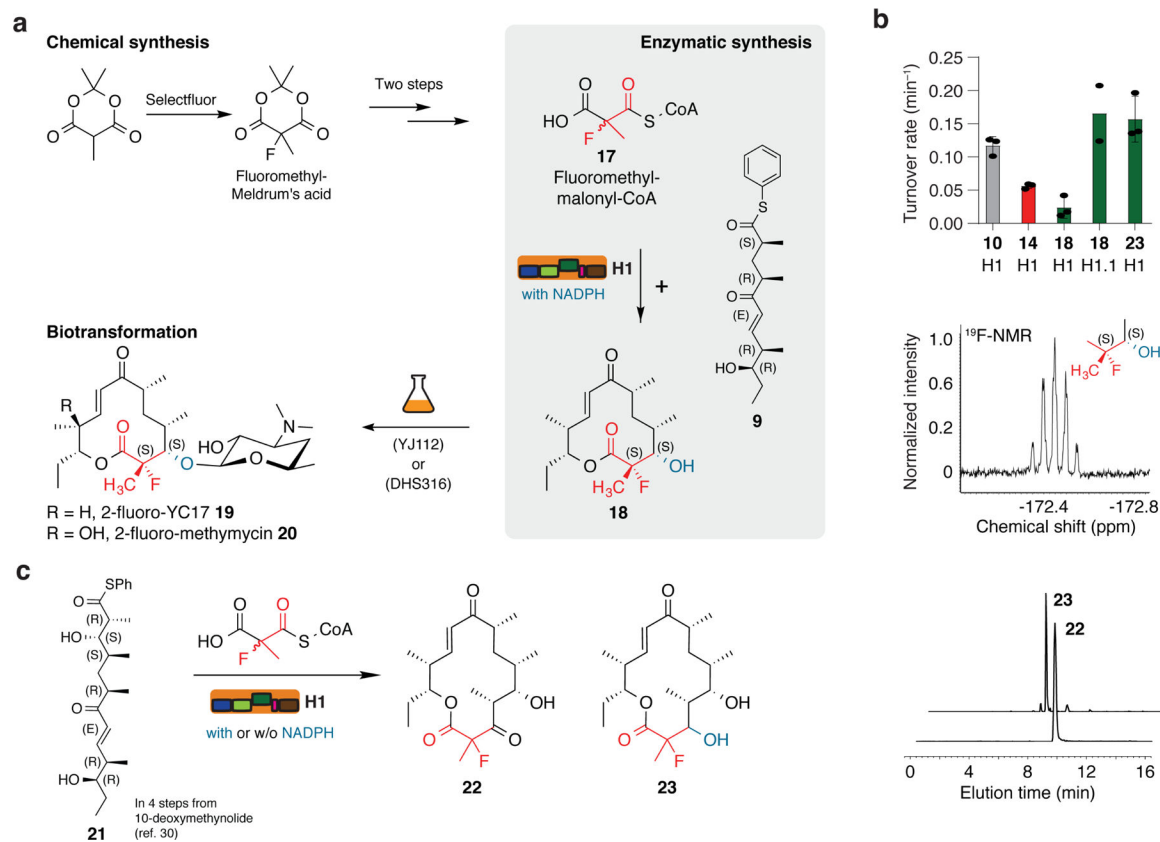 a
Chemical synthesis
Selectfluor
O
O
O
O
O
O
O
O
F
Fluoromethyl-
Meldrum's acid
Two steps
Enzymatic synthesis
O
O
HO
S
CoA
F
17
Fluoromethyl-
malonyl-CoA
H1
with NADPH
+
S
O
(S)
(R)
O
(E)
(R)
HO
(R)
9
O
O
(S)
(S)
O
OH
H3C
F
18
Biotransformation
O
R
N
HO
O
(S)
(S)
O
O
O
H3C
F
R = H, 2-fluoro-YC17 19
R = OH, 2-fluoro-methymycin 20
(YJ112)
or
(DHS316)
b
Turnover rate (min−1)
0.25
0.20
0.15
0.10
0.05
0.00
10 14 18 18 23
H1 H1 H1 H1.1 H1
19F-NMR
(S)
(S)
OH
H3C
F
Normalized intensity
1.0
0.6
0.2
0
-172.4 -172.8
Chemical shift (ppm)
c
SPh
O
(R)
HO
(S)
(S)
(R)
O
(E)
(R)
HO
(R)
21
In 4 steps from
10-deoxymethynolide
(ref. 30)
O
O
HO
S
CoA
F
H1
with or w/o NADPH
O
OH
O
O
O
F
22
O
OH
O
O
OH
F
23
23
22
0 4 8 12 16
Elution time (min)